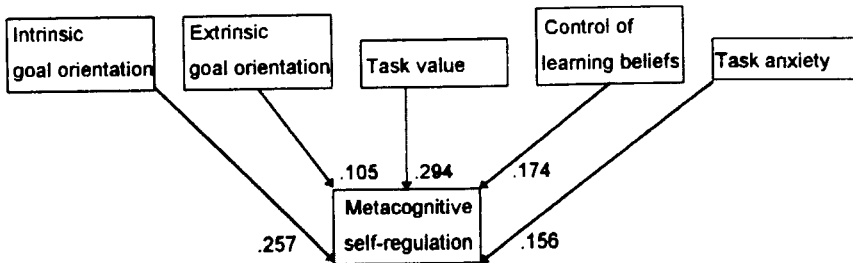 Intrinsic
goal orientation
Extrinsic
goal orientation
Task value
Control of
learning beliefs
Task anxiety
.105
.294
.174
Metacognitive
self-regulation
.257
.156